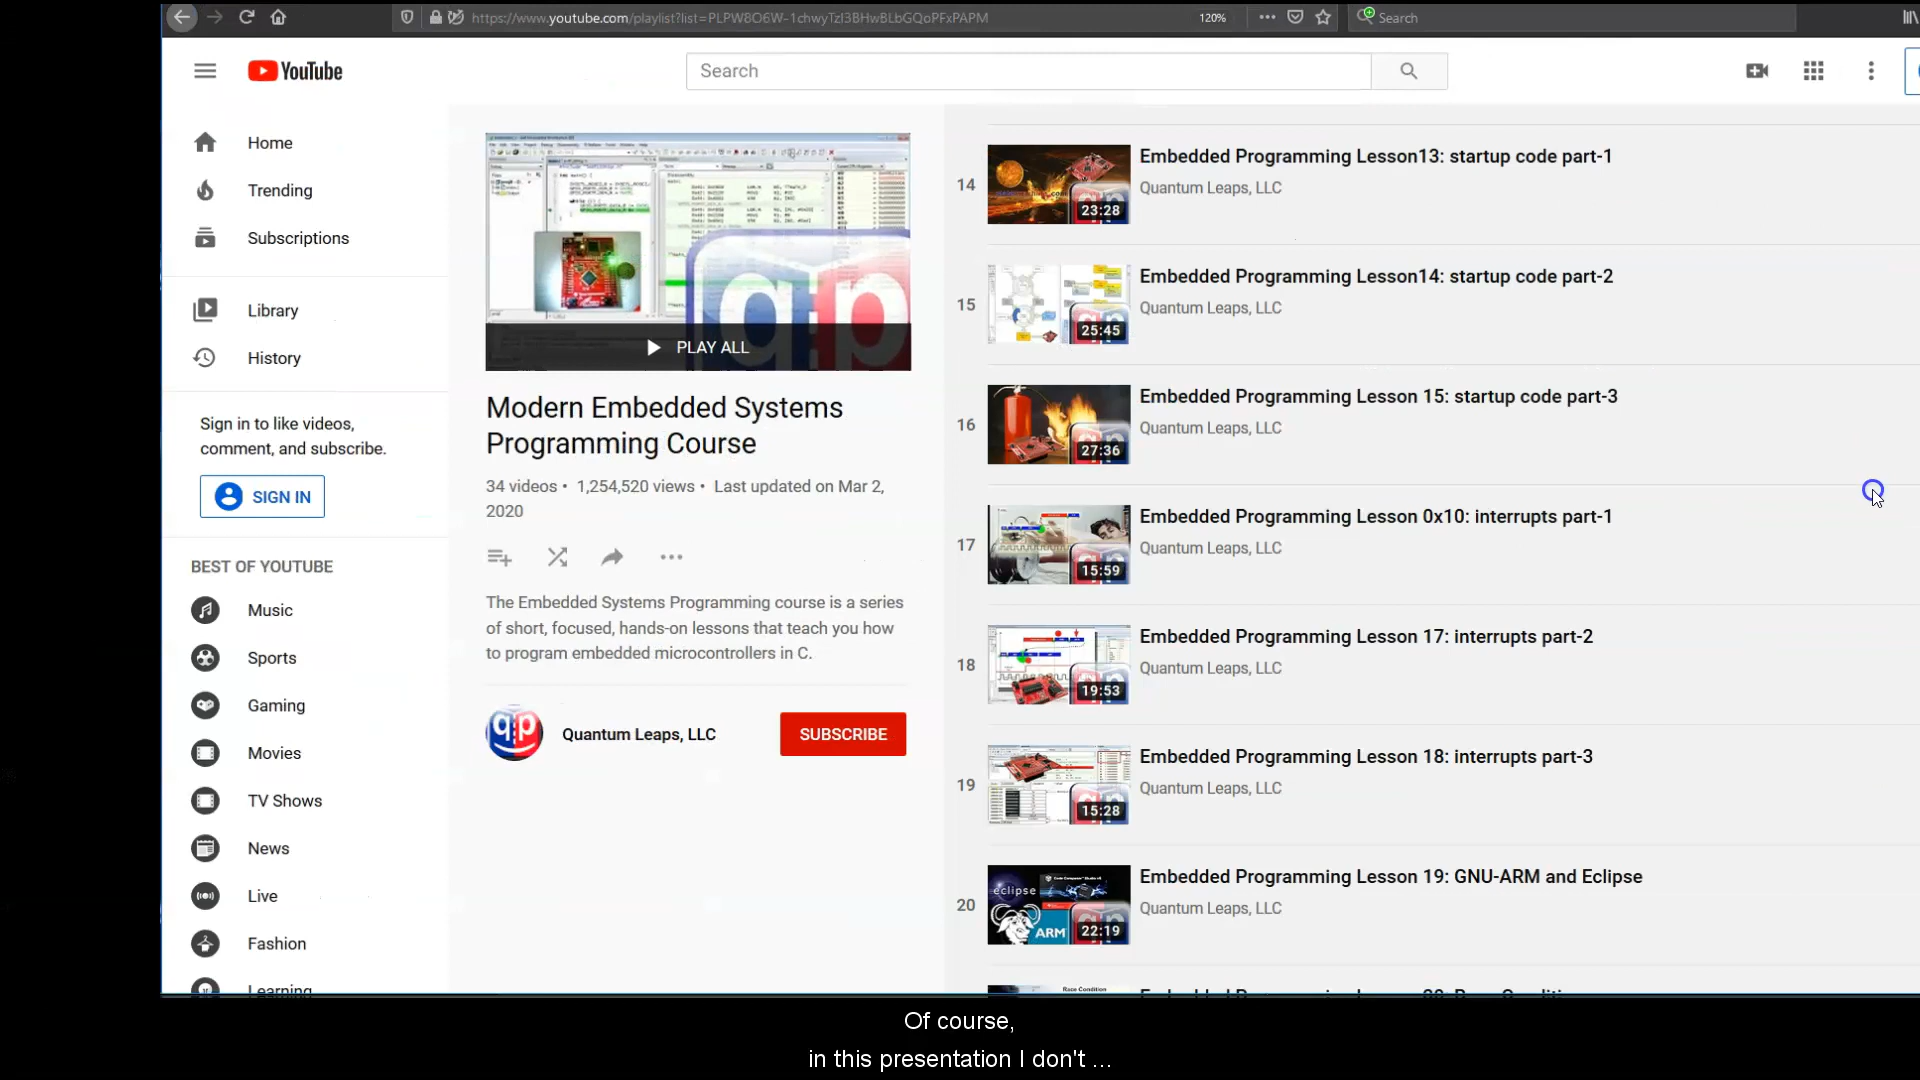 https://www.youtube.com/playlist?list=PLPW8O6W-1chwyTzI3BHwBLbGQoPFxPAPM
120%
Search
YouTube
Search
Home
Trending
Subscriptions
Library
History
Sign in to like videos,
comment, and subscribe.
SIGN IN
BEST OF YOUTUBE
Music
Sports
Gaming
Movies
TV Shows
News
Live
Fashion
Learning
PLAY ALL
Modern Embedded Systems
Programming Course
34 videos • 1,254,520 views • Last updated on Mar 2,
2020
The Embedded Systems Programming course is a series
of short, focused, hands-on lessons that teach you how
to program embedded microcontrollers in C.
qp
Quantum Leaps, LLC
SUBSCRIBE
14
23:28
Embedded Programming Lesson13: startup code part-1
Quantum Leaps, LLC
15
25:45
Embedded Programming Lesson14: startup code part-2
Quantum Leaps, LLC
16
27:36
Embedded Programming Lesson 15: startup code part-3
Quantum Leaps, LLC
17
15:59
Embedded Programming Lesson 0x10: interrupts part-1
Quantum Leaps, LLC
18
19:53
Embedded Programming Lesson 17: interrupts part-2
Quantum Leaps, LLC
19
15:28
Embedded Programming Lesson 18: interrupts part-3
Quantum Leaps, LLC
20
eclipse
ARM
22:19
Embedded Programming Lesson 19: GNU-ARM and Eclipse
Quantum Leaps, LLC
Race Condition
Of course,
in this presentation I don't ...